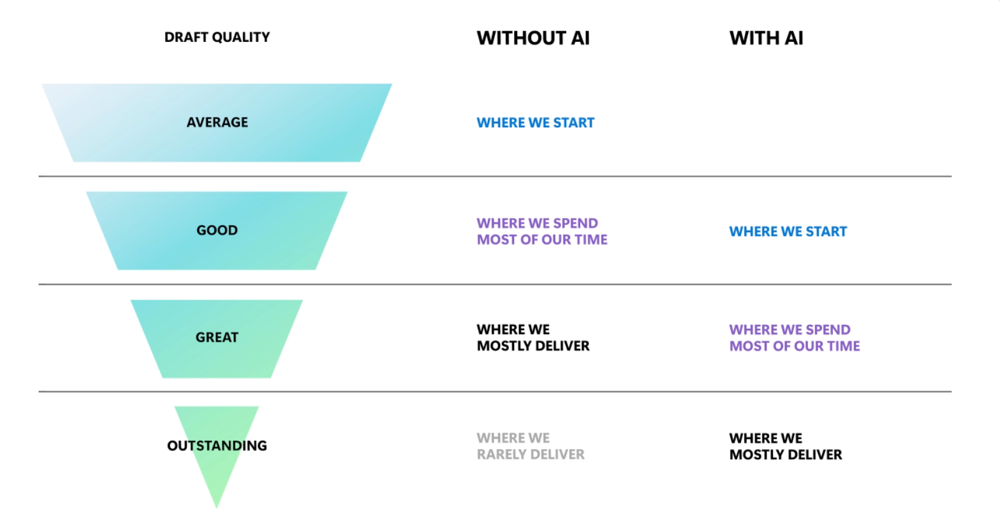 DRAFT QUALITY
WITHOUT AI
WITH AI
AVERAGE
WHERE WE START
GOOD
WHERE WE SPEND
MOST OF OUR TIME
WHERE WE START
GREAT
WHERE WE
MOSTLY DELIVER
WHERE WE SPEND
MOST OF OUR TIME
OUTSTANDING
WHERE WE
RARELY DELIVER
WHERE WE
MOSTLY DELIVER